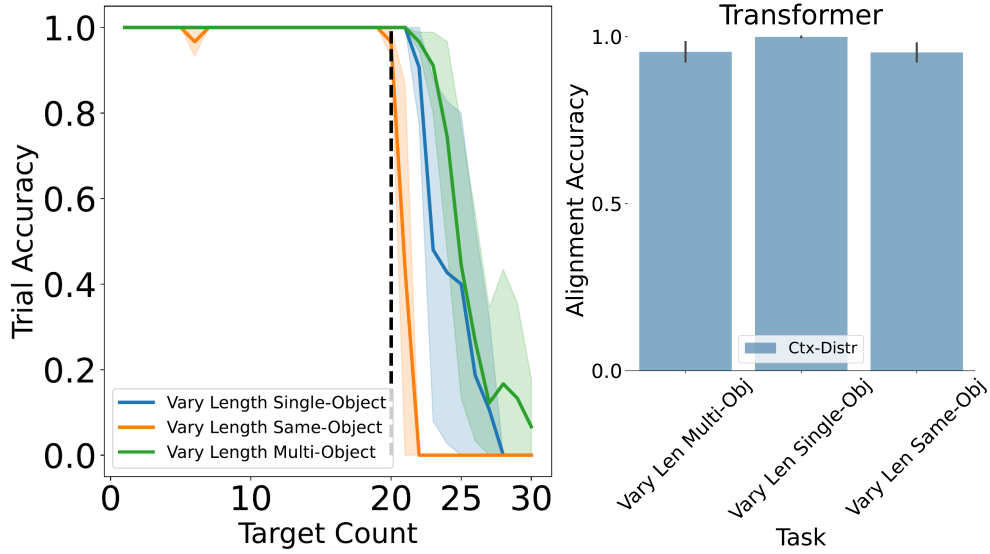 1.0
0.8
0.6
0.4
0.2
0.0
Trial Accuracy
Vary Length Single-Object
Vary Length Same-Object
Vary Length Multi-Object
0
10
20
25
30
Target Count
Transformer
1.0
0.5
0.0
Alignment Accuracy
Ctx-Distr
Vary Len Multi-Obj
Vary Len Single-Obj
Vary Len Same-Obj
Task